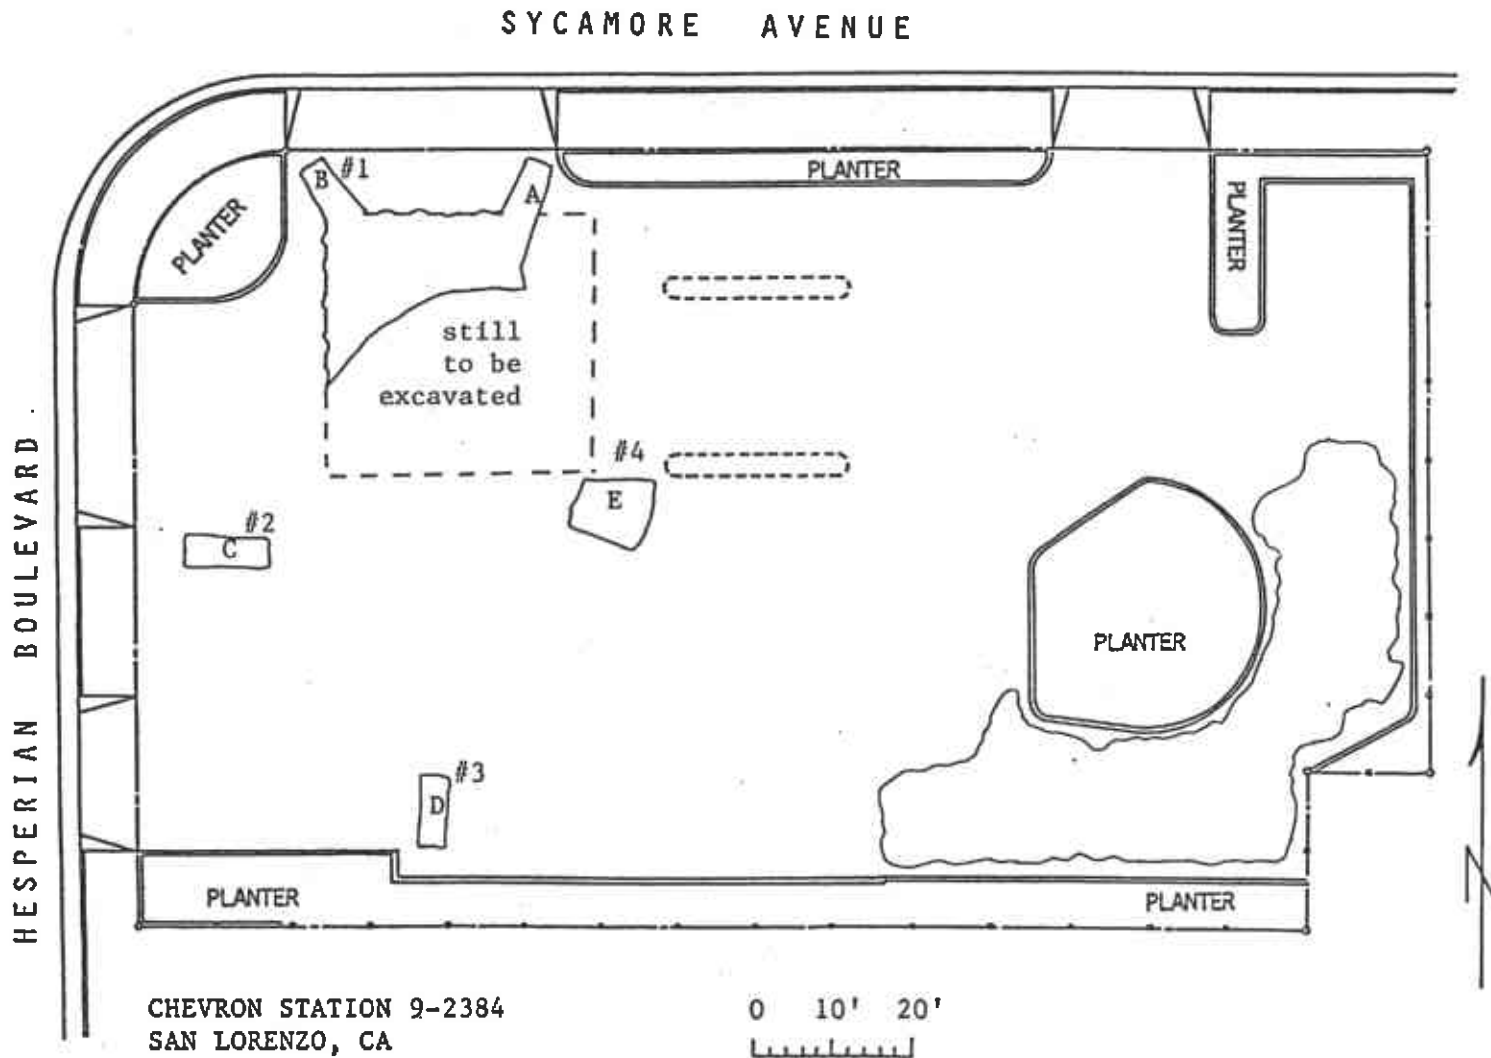 SYCAMORE AVENUE
B
#1
A
PLANTER
PLANTER
PLANTER
still
to be
excavated
#4
E
#2
C
HESPERIAN BOULEVARD
PLANTER
#3
D
PLANTER
PLANTER
N
CHEVRON STATION 9-2384
SAN LORENZO, CA
0 10' 20'